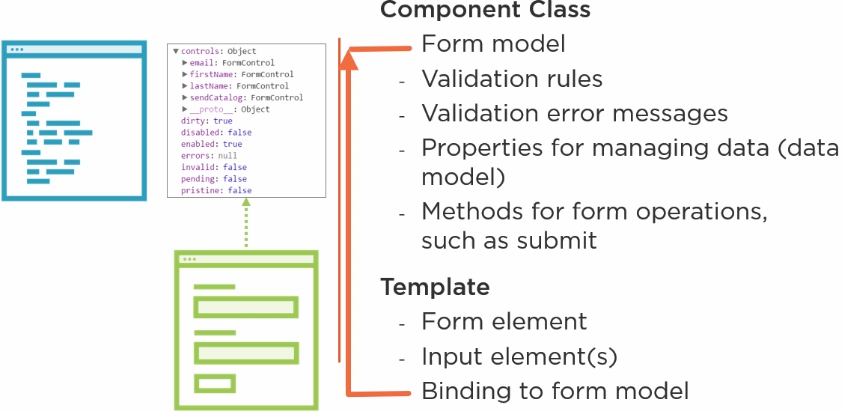 Component Class
Form model
- Validation rules
- Validation error messages
- Properties for managing data (data
model)
- Methods for form operations,
such as submit
▼ controls: Object
▶ email: FormControl
▶ firstName: FormControl
▶ lastName: FormControl
▶ sendCatalog: FormControl
▶ __proto__: Object
dirty: true
disabled: false
enabled: true
errors: null
invalid: false
pending: false
pristine: false
Template
- Form element
- Input element(s)
Binding to form model